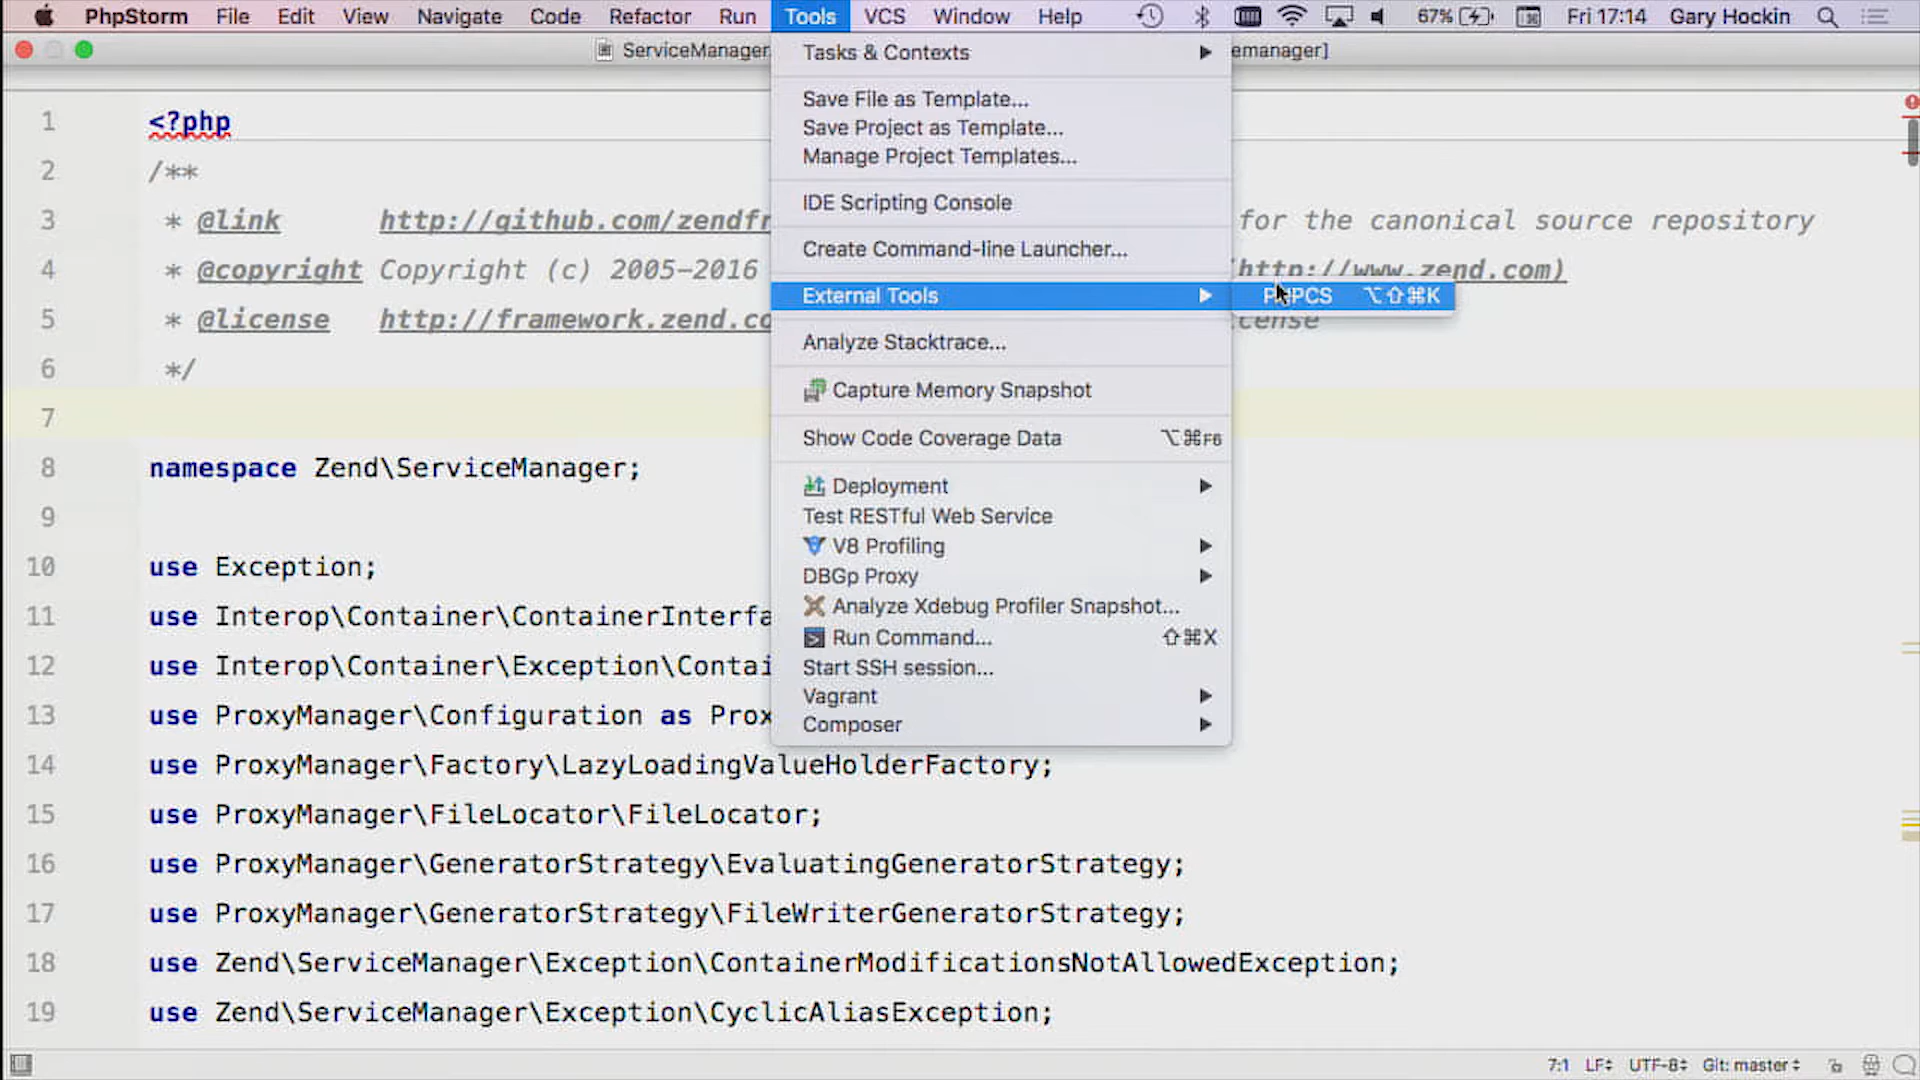 PhpStorm File Edit View Navigate Code Refactor Run Tools VCS Window Help 67% Fri 17:14 Gary Hockin
ServiceManager. emanager]
Tasks & Contexts
Save File as Template...
Save Project as Template...
Manage Project Templates...
IDE Scripting Console
Create Command-line Launcher...
External Tools
PHPCS ⌥⇧⌘K
Analyze Stacktrace...
Capture Memory Snapshot
Show Code Coverage Data ⌥⌘F6
Deployment
Test RESTful Web Service
V8 Profiling
DBGp Proxy
Analyze Xdebug Profiler Snapshot...
Run Command... ⇧⌘X
Start SSH session...
Vagrant
Composer
1 <?php
2 /**
3 * @link http://github.com/zendfr for the canonical source repository
4 * @copyright Copyright (c) 2005-2016 (http://www.zend.com)
5 * @license http://framework.zend.co cense
6 */
7
8 namespace Zend\ServiceManager;
9
10 use Exception;
11 use Interop\Container\ContainerInterfa
12 use Interop\Container\Exception\Contai
13 use ProxyManager\Configuration as Prox
14 use ProxyManager\Factory\LazyLoadingValueHolderFactory;
15 use ProxyManager\FileLocator\FileLocator;
16 use ProxyManager\GeneratorStrategy\EvaluatingGeneratorStrategy;
17 use ProxyManager\GeneratorStrategy\FileWriterGeneratorStrategy;
18 use Zend\ServiceManager\Exception\ContainerModificationsNotAllowedException;
19 use Zend\ServiceManager\Exception\CyclicAliasException;
7:1 LF UTF-8 Git: master